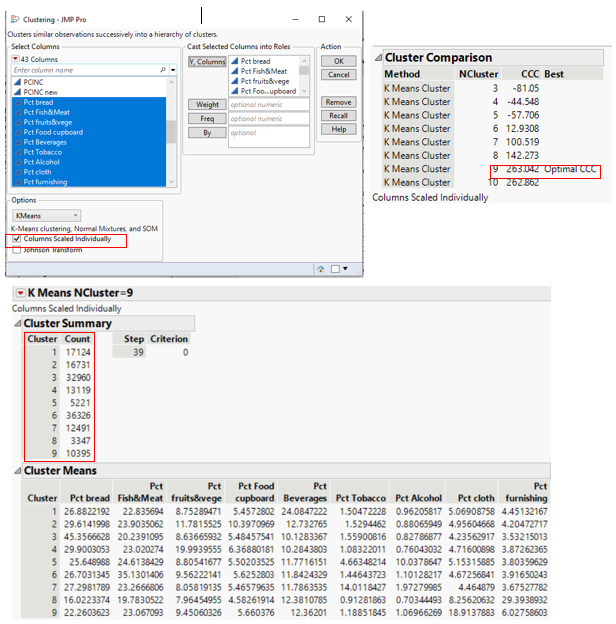 Clustering - JMP Pro
Clusters similar observations successively into a hierarchy of clusters.
Select Columns
43 Columns
Enter column name
PCINC
PCINC new
Pct bread
Pct Fish&Meat
Pct fruits&vege
Pct Food cupboard
Pct Beverages
Pct Tobacco
Pct Alcohol
Pct cloth
Pct furnishing
Cast Selected Columns into Roles
Y, Columns
Pct bread
Pct Fish&Meat
Pct fruits&vege
Pct Foo...upboard
Weight optional numeric
Freq optional numeric
By optional
Action
OK
Cancel
Remove
Recall
Help
Options
KMeans
K-Means clustering, Normal Mixtures, and SOM
Columns Scaled Individually
Johnson Transform
Cluster Comparison
Method NCluster CCC Best
K Means Cluster 3 -81.05
K Means Cluster 4 -44.548
K Means Cluster 5 -57.706
K Means Cluster 6 12.9308
K Means Cluster 7 100.519
K Means Cluster 8 142.273
K Means Cluster 9 263.042 Optimal CCC
K Means Cluster 10 262.862
Columns Scaled Individually
K Means NCluster=9
Columns Scaled Individually
Cluster Summary
Cluster Count Step Criterion
1 17124 39 0
2 16731
3 32960
4 13119
5 5221
6 36326
7 12491
8 3347
9 10395
Cluster Means
Pct Pct Pct Food Pct Pct
Cluster Pct bread Fish&Meat fruits&vege cupboard Beverages Pct Tobacco Pct Alcohol Pct cloth furnishing
1 26.8822192 22.835694 8.75289471 5.4572802 24.0847222 1.50472228 0.96205817 5.06908758 4.45132167
2 29.6141998 23.9035062 11.7815525 10.3970969 12.732765 1.5294462 0.88065949 4.95604668 4.20472717
3 45.3566628 20.2391095 8.63665932 5.48457541 10.1283367 1.55900816 0.82786877 4.23562917 3.53215013
4 29.9003053 23.020274 19.9939555 6.36880181 10.2843803 1.08322011 0.76043032 4.71600898 3.87262365
5 25.648988 24.6138429 8.80541677 5.50203525 11.7716151 4.66348214 10.0378647 5.15315885 3.80359629
6 26.7031345 35.1301406 9.56222141 5.6252803 11.8424329 1.44643723 1.10128217 4.67265841 3.91650243
7 27.2981789 23.2666806 8.05819135 5.46579635 11.7863535 14.0118427 1.97279985 4.464879 3.67527782
8 16.0223374 19.7830522 7.96454955 4.58261914 12.3810785 0.91281863 0.70344493 8.25620632 29.3938932
9 22.2603623 23.067093 9.45060326 5.660376 12.36201 1.18851845 1.06966269 18.9137883 6.02758603